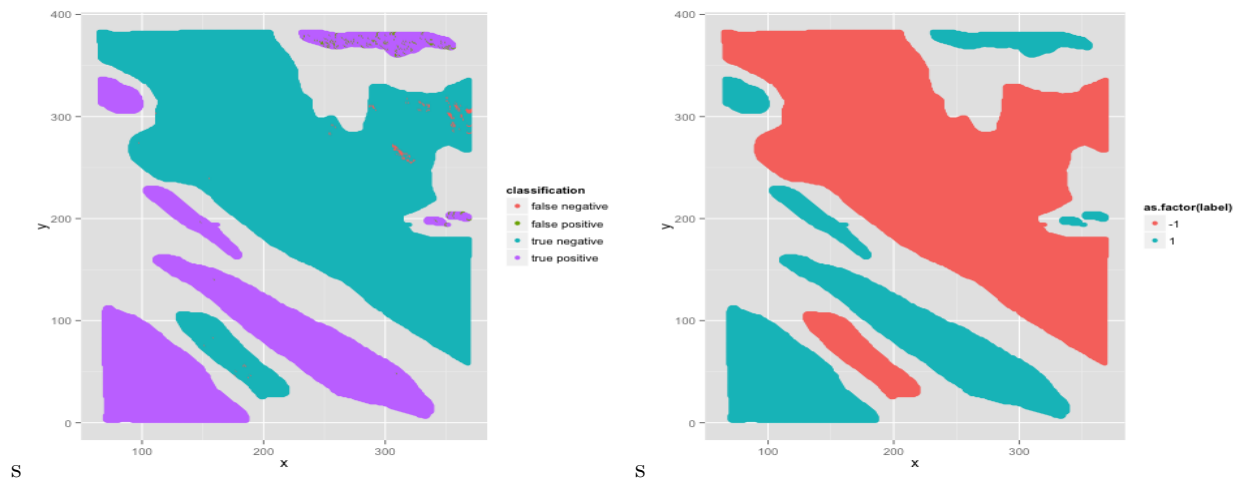 400
300
200
100
0
y
100
200
300
x
classification
false negative
false positive
true negative
true positive
S
400
300
200
100
0
y
100
200
300
x
as.factor(label)
-1
1
S